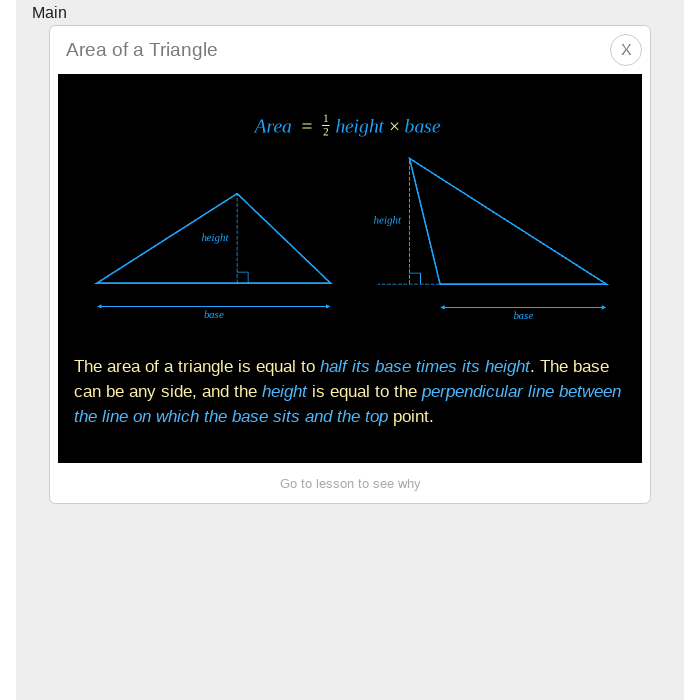 Main
Area of a Triangle
X
Area = 1/2 height × base
height
height
base
base
The area of a triangle is equal to half its base times its height. The base
can be any side, and the height is equal to the perpendicular line between
the line on which the base sits and the top point.
Go to lesson to see why